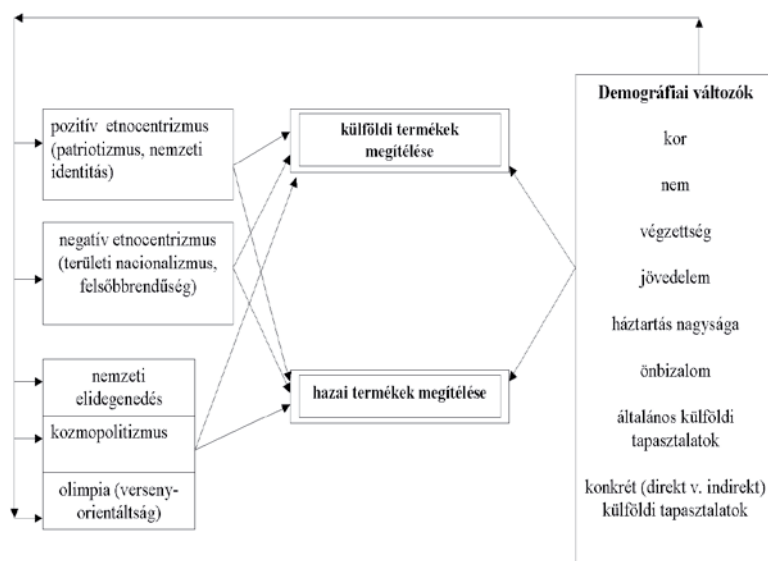 pozitív etnocentrizmus
(patriotizmus, nemzeti
identitás)
negatív etnocentrizmus
(területi nacionalizmus,
felsőbbrendűség)
nemzeti
elidegenedés
kozmopolitizmus
olimpia (verseny-
orientáltság)
külföldi termékek
megítélése
hazai termékek megítélése
Demográfiai változók
kor
nem
végzettség
jövedelem
háztartás nagysága
önbizalom
általános külföldi
tapasztalatok
konkrét (direkt v. indirekt)
külföldi tapasztalatok